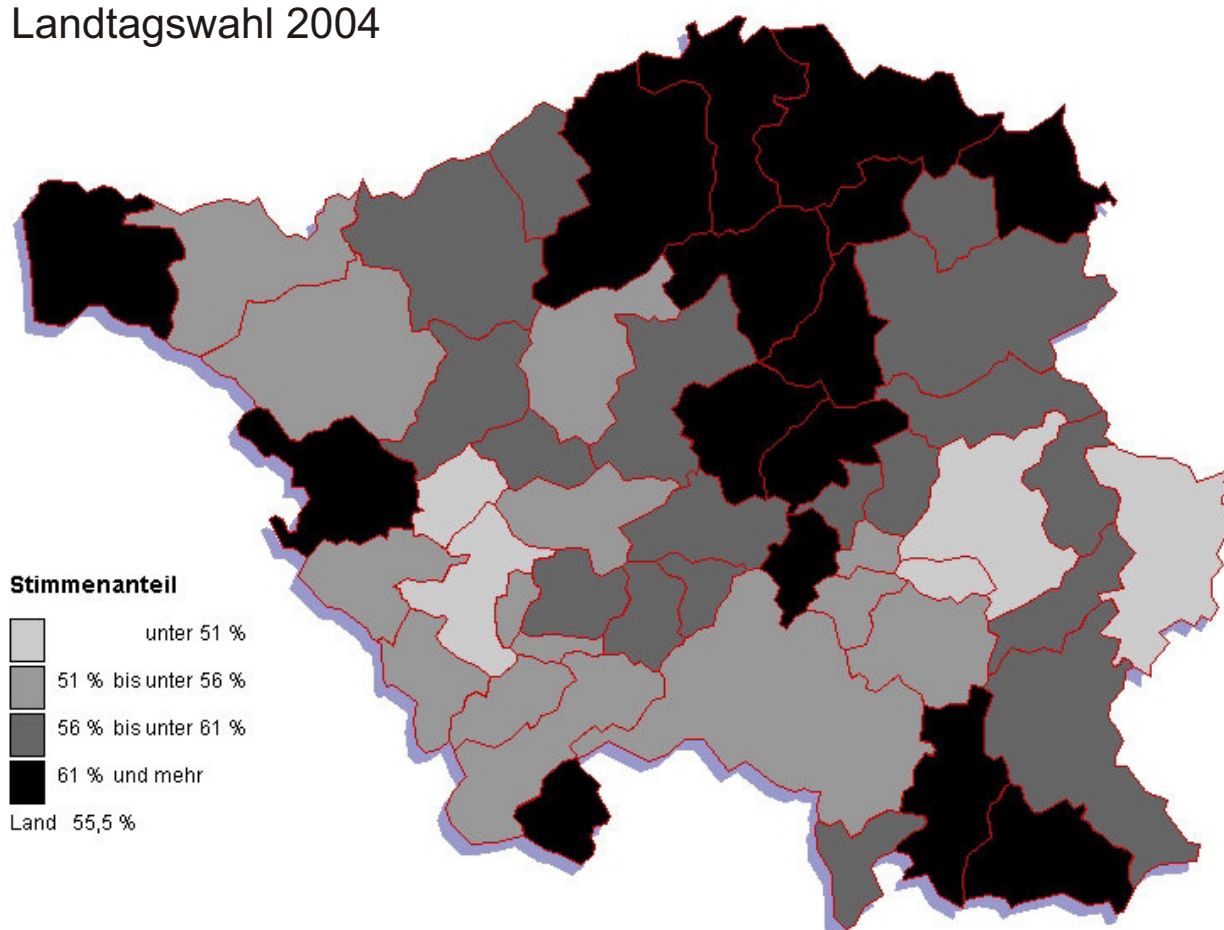 Landtagswahl 2004
Stimmenanteil
unter 51 %
51 % bis unter 56 %
56 % bis unter 61 %
61 % und mehr
Land 55,5 %